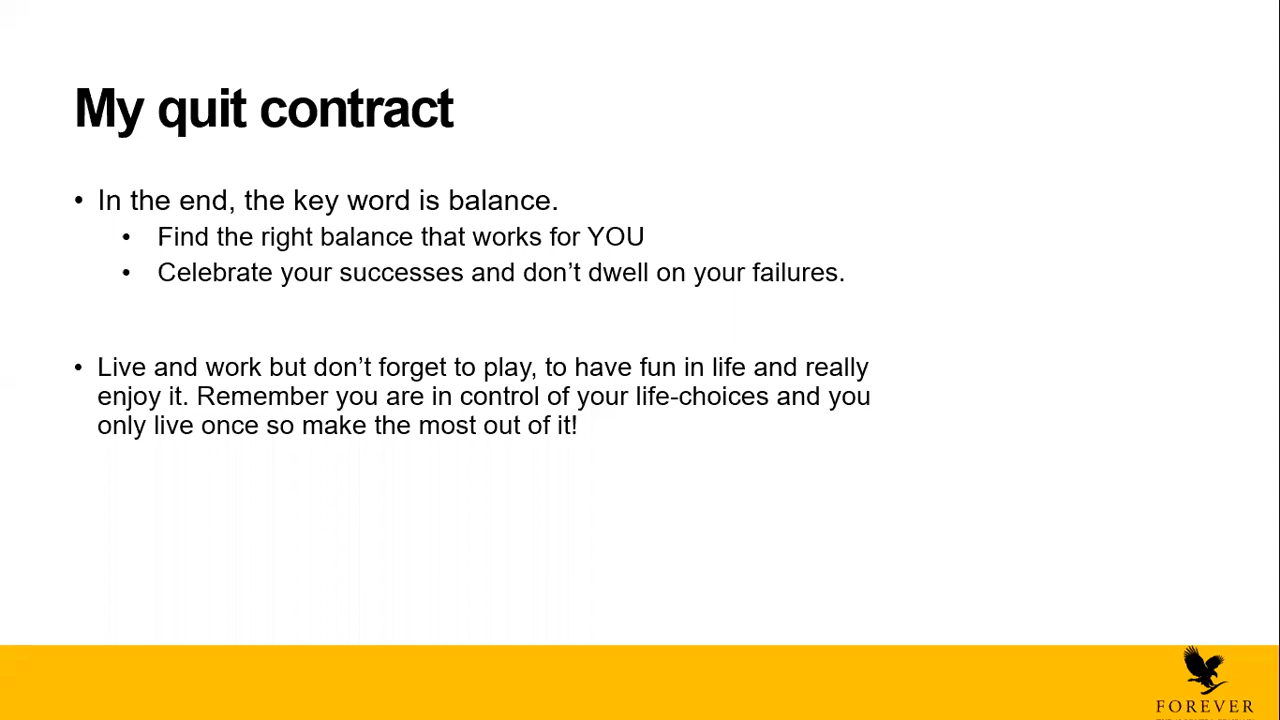 My quit contract
• In the end, the key word is balance.
• Find the right balance that works for YOU
• Celebrate your successes and don’t dwell on your failures.
• Live and work but don’t forget to play, to have fun in life and really
enjoy it. Remember you are in control of your life-choices and you
only live once so make the most out of it!
FOREVER